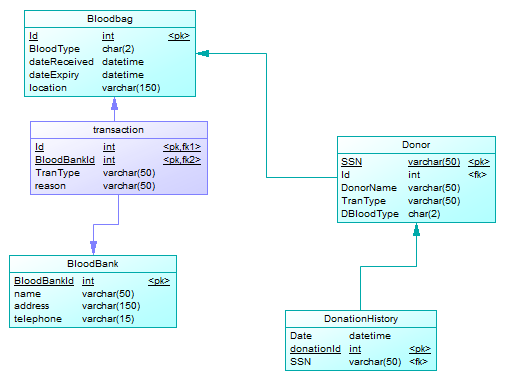 Bloodbag
Id int <pk>
BloodType char(2)
dateReceived datetime
dateExpiry datetime
location varchar(150)
transaction
Id int <pk,fk1>
BloodBankId int <pk,fk2>
TranType varchar(50)
reason varchar(50)
Donor
SSN varchar(50) <pk>
Id int <fk>
DonorName varchar(50)
TranType varchar(50)
DBloodType char(2)
BloodBank
BloodBankId int <pk>
name varchar(50)
address varchar(150)
telephone varchar(15)
DonationHistory
Date datetime
donationId int <pk>
SSN varchar(50) <fk>